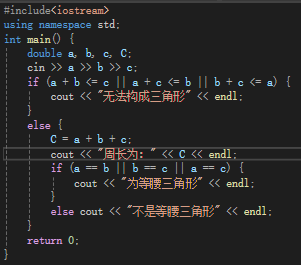 #include<iostream>
using namespace std;
int main() {
double a, b, c, C;
cin >> a >> b >> c;
if (a + b <= c || a + c <= b || b + c <= a) {
cout << "无法构成三角形" << endl;
}
else {
C = a + b + c;
cout << "周长为：" << C << endl;
if (a == b || b == c || a == c) {
cout << "为等腰三角形" << endl;
}
else cout << "不是等腰三角形" << endl;
}
return 0;
}